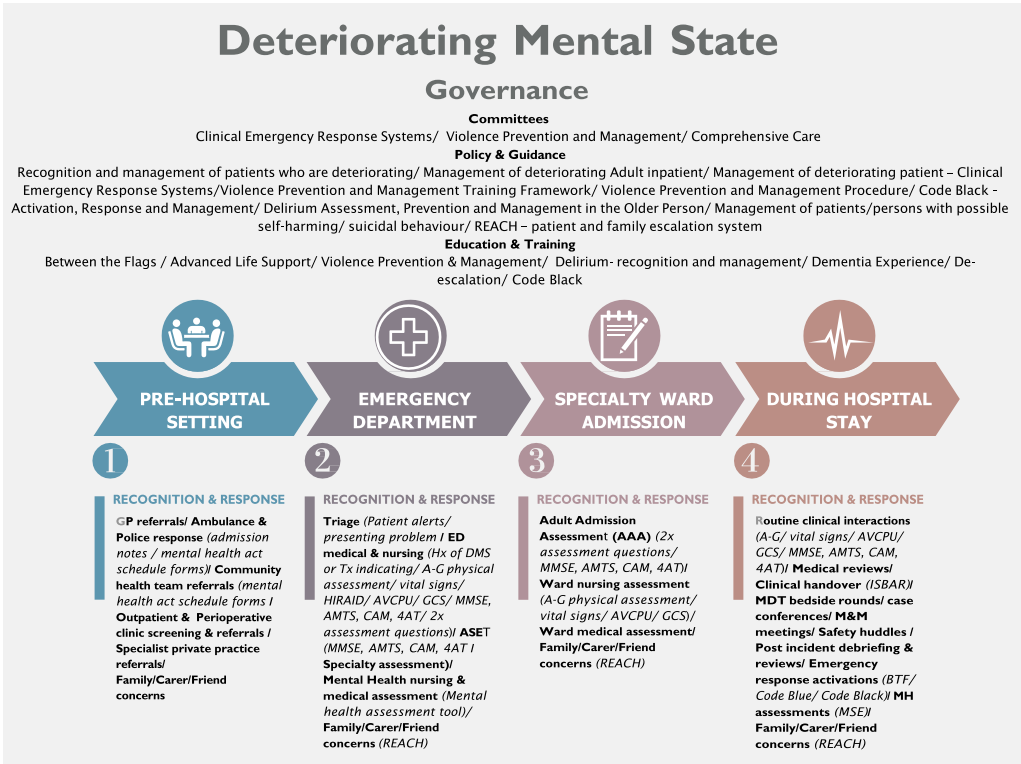 Deteriorating Mental State
Governance
Committees
Clinical Emergency Response Systems/ Violence Prevention and Management/ Comprehensive Care
Policy & Guidance
Recognition and management of patients who are deteriorating/ Management of deteriorating Adult inpatient/ Management of deteriorating patient – Clinical
Emergency Response Systems/Violence Prevention and Management Training Framework/ Violence Prevention and Management Procedure/ Code Black -
Activation, Response and Management/ Delirium Assessment, Prevention and Management in the Older Person/ Management of patients/persons with possible
self-harming/ suicidal behaviour/ REACH – patient and family escalation system
Education & Training
Between the Flags / Advanced Life Support/ Violence Prevention & Management/ Delirium- recognition and management/ Dementia Experience/ De-
escalation/ Code Black
PRE-HOSPITAL
SETTING
1
RECOGNITION & RESPONSE
GP referrals/ Ambulance &
Police response (admission
notes / mental health act
schedule forms)/ Community
health team referrals (mental
health act schedule forms /
Outpatient & Perioperative
clinic screening & referrals /
Specialist private practice
referrals/
Family/Carer/Friend
concerns
EMERGENCY
DEPARTMENT
2
RECOGNITION & RESPONSE
Triage (Patient alerts/
presenting problem / ED
medical & nursing (Hx of DMS
or Tx indicating/ A-G physical
assessment/ vital signs/
HIRAID/ AVCPU/ GCS/ MMSE,
AMTS, CAM, 4AT/ 2x
assessment questions)/ ASET
(MMSE, AMTS, CAM, 4AT /
Specialty assessment)/
Mental Health nursing &
medical assessment (Mental
health assessment tool)/
Family/Carer/Friend
concerns (REACH)
SPECIALTY WARD
ADMISSION
3
RECOGNITION & RESPONSE
Adult Admission
Assessment (AAA) (2x
assessment questions/
MMSE, AMTS, CAM, 4AT)/
Ward nursing assessment
(A-G physical assessment/
vital signs/ AVCPU/ GCS)/
Ward medical assessment/
Family/Carer/Friend
concerns (REACH)
DURING HOSPITAL
STAY
4
RECOGNITION & RESPONSE
Routine clinical interactions
(A-G/ vital signs/ AVCPU/
GCS/ MMSE, AMTS, CAM,
4AT)/ Medical reviews/
Clinical handover (ISBAR)/
MDT bedside rounds/ case
conferences/ M&M
meetings/ Safety huddles /
Post incident debriefing &
reviews/ Emergency
response activations (BTF/
Code Blue/ Code Black)/ MH
assessments (MSE)/
Family/Carer/Friend
concerns (REACH)